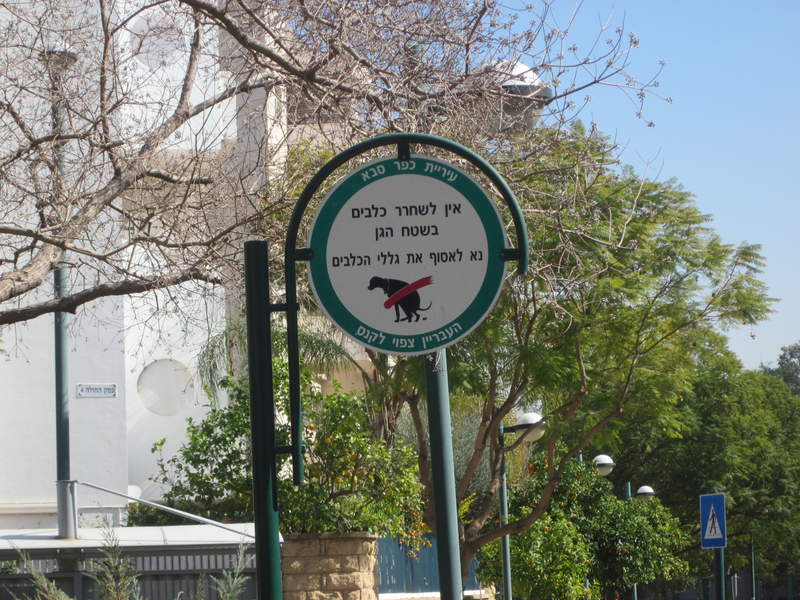 עיריית כפר סבא
אין לשחרר כלבים
בשטח הגן
נא לאסוף את גללי הכלבים
העבריין צפוי לקנס